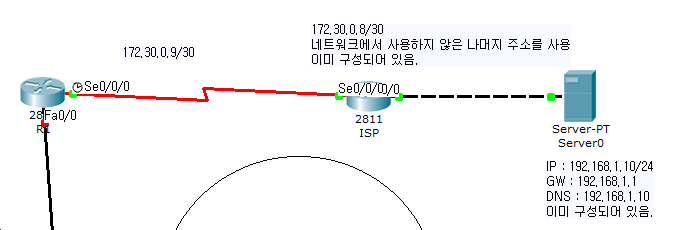 172.30.0.8/30
네트워크에서 사용하지 않은 나머지 주소를 사용
이미 구성되어 있음.
172.30.0.9/30
Se0/0/0
Se0/0/0
2811
ISP
Fa0/0
R1
Server-PT
Server0
IP : 192.168.1.10/24
GW : 192.168.1.1
DNS : 192.168.1.10
이미 구성되어 있음.